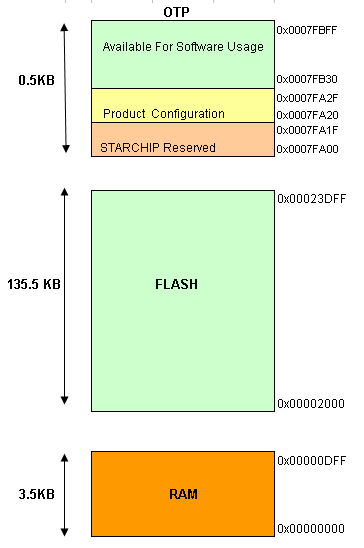 OTP
0x0007FBFF
Available For Software Usage
0.5KB
0x0007FB30
0x0007FA2F
Product Configuration
0x0007FA20
0x0007FA1F
STARCHIP Reserved
0x0007FA00
0x00023DFF
135.5 KB
FLASH
0x00002000
0x00000DFF
3.5KB
RAM
0x00000000